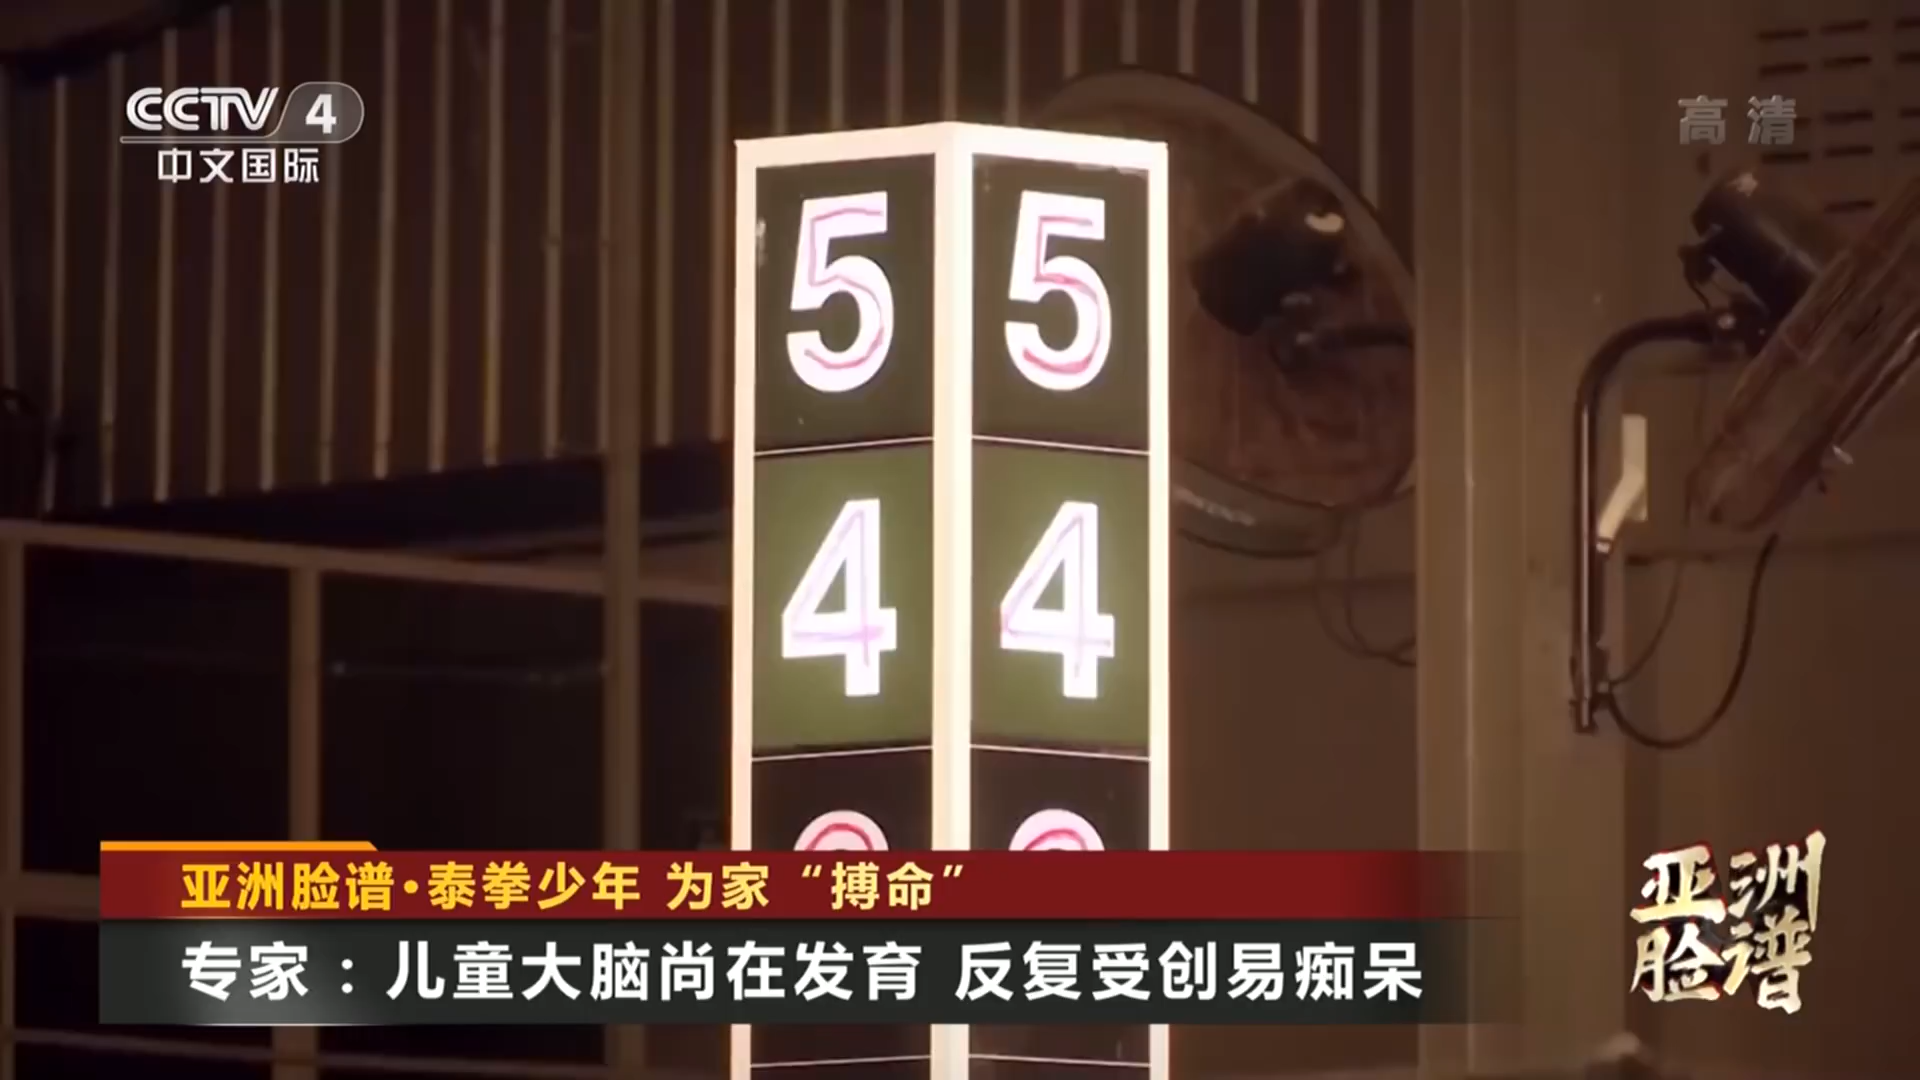 CCTV 4
中文国际
高清
5 5
4 4
亚洲脸谱·泰拳少年 为家“搏命”
专家：儿童大脑尚在发育 反复受创易痴呆
亚洲
脸谱